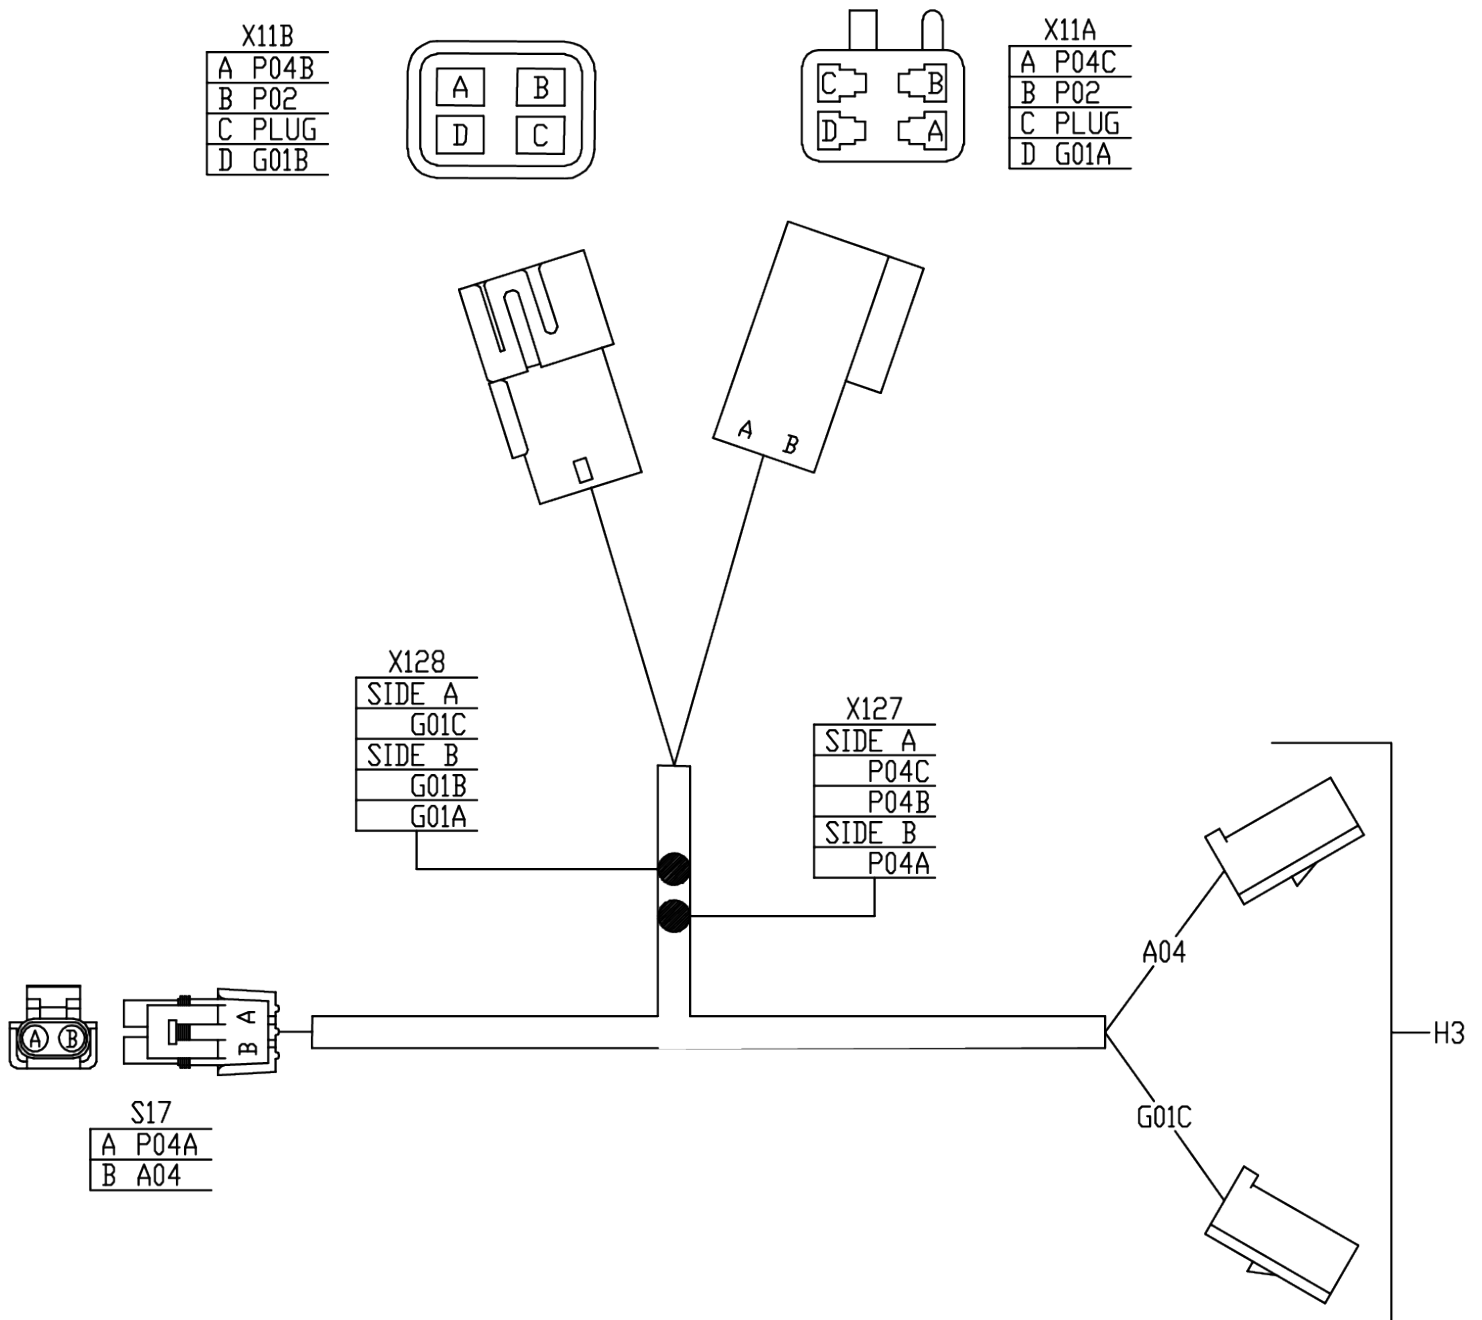 X11B
A P04B
B P02
C PLUG
D G01B
A B
D C
C B
D A
X11A
A P04C
B P02
C PLUG
D G01A
A B
X128
SIDE A
G01C
SIDE B
G01B
G01A
X127
SIDE A
P04C
P04B
SIDE B
P04A
A04
H3
G01C
A B
A
B
S17
A P04A
B A04